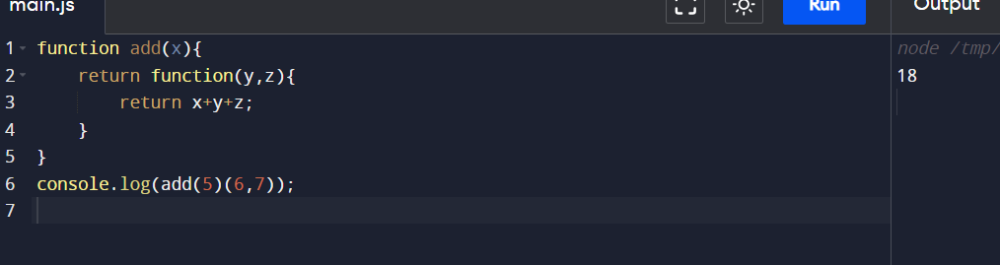 main.js
Run
Output
1 function add(x){
2     return function(y,z){
3         return x+y+z;
4     }
5 }
6 console.log(add(5)(6,7));
7
node /tmp/
18